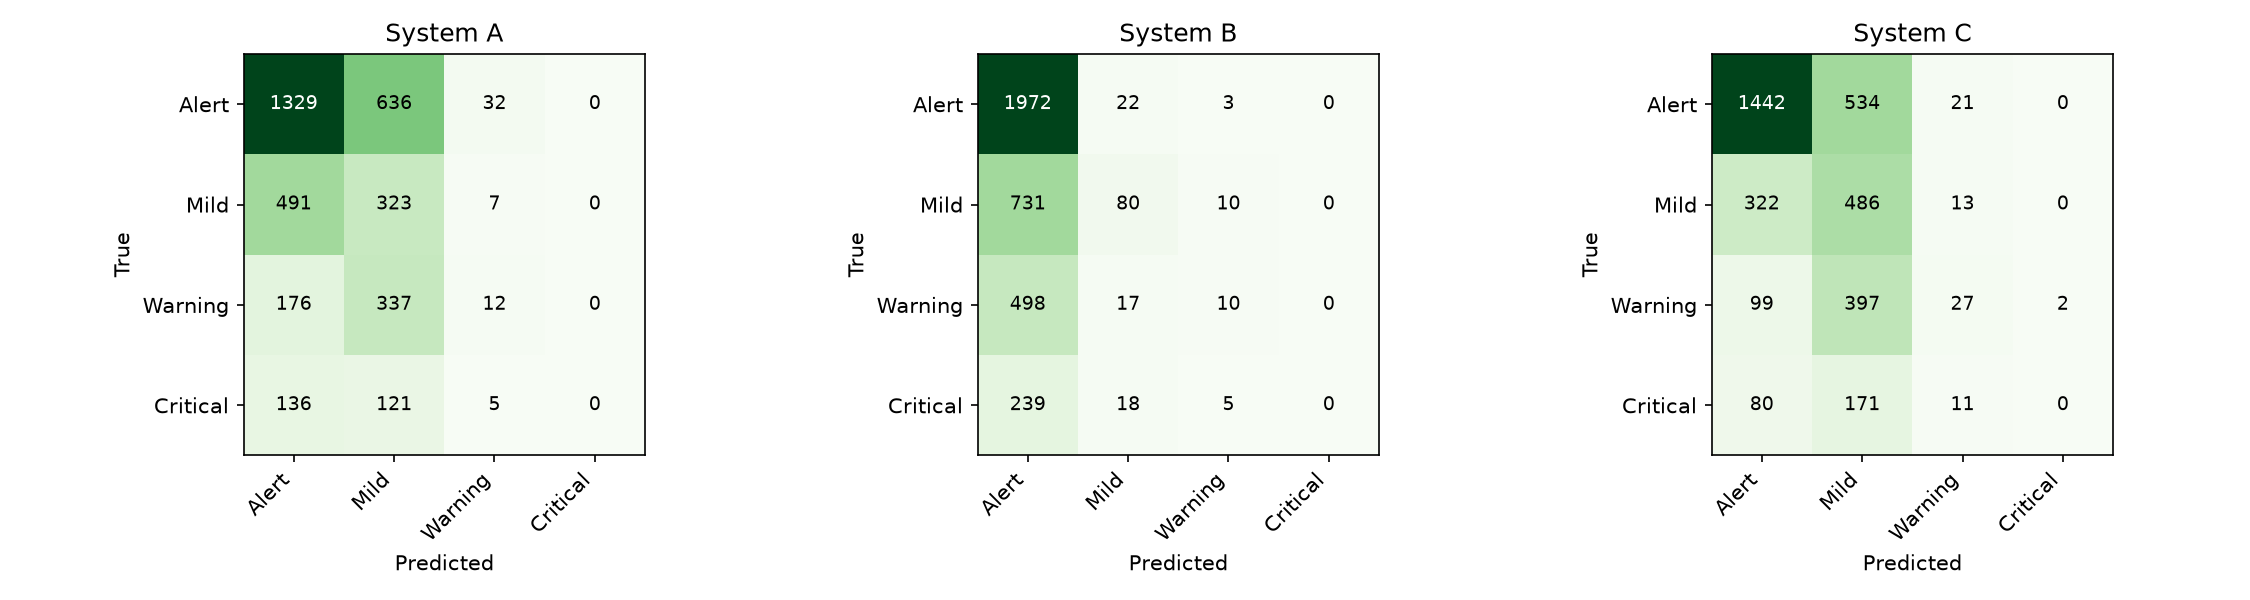 System A
Alert 1329 636 32 0
Mild 491 323 7 0
Warning 176 337 12 0
Critical 136 121 5 0
Alert Mild Warning Critical
Predicted
True
System B
Alert 1972 22 3 0
Mild 731 80 10 0
Warning 498 17 10 0
Critical 239 18 5 0
Alert Mild Warning Critical
Predicted
True
System C
Alert 1442 534 21 0
Mild 322 486 13 0
Warning 99 397 27 2
Critical 80 171 11 0
Alert Mild Warning Critical
Predicted
True